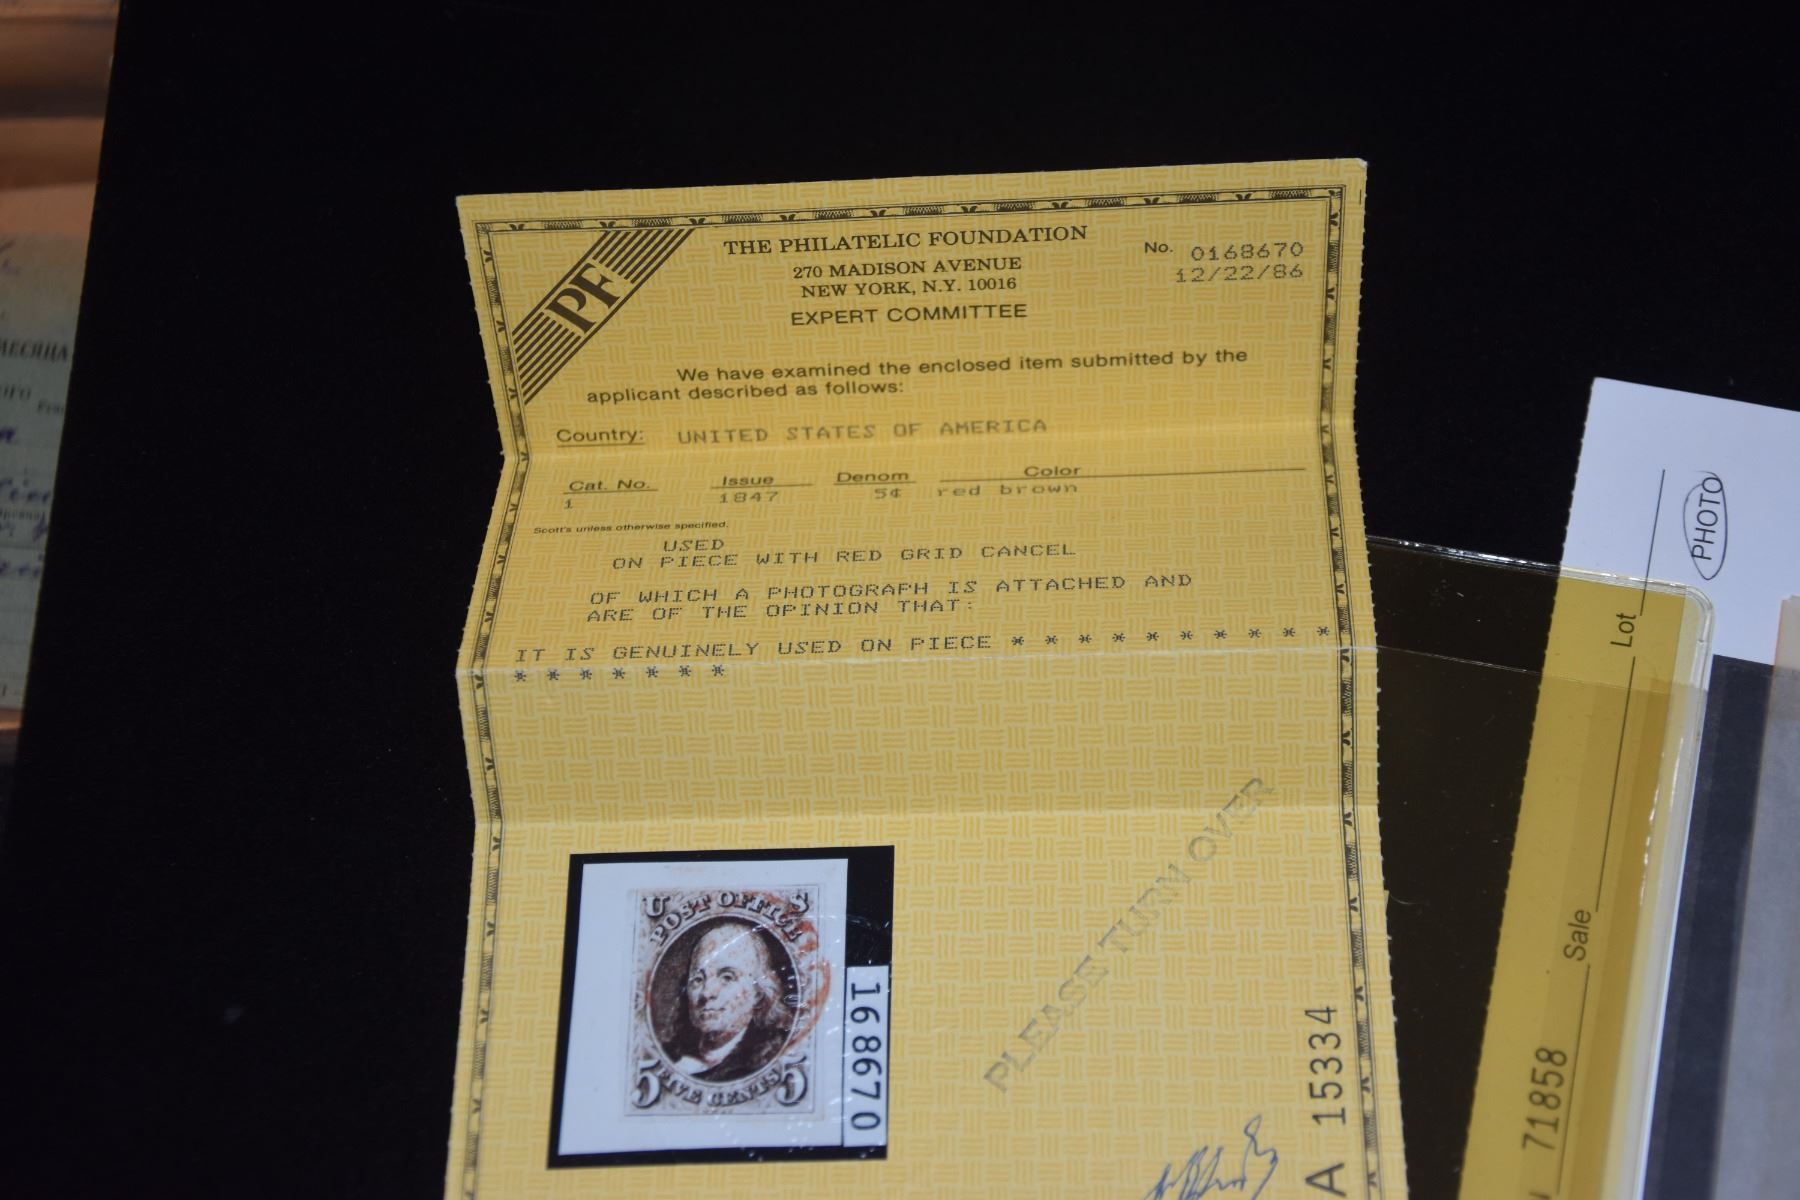 PF
THE PHILATELIC FOUNDATION
270 MADISON AVENUE
NEW YORK, N.Y. 10016
EXPERT COMMITTEE
No. 0168670
12/22/86
We have examined the enclosed item submitted by the
applicant described as follows:
Country: UNITED STATES OF AMERICA
Cat. No. Issue Denom Color
1 1847 5¢ red brown
Scott's unless otherwise specified.
USED
ON PIECE WITH RED GRID CANCEL
OF WHICH A PHOTOGRAPH IS ATTACHED AND
ARE OF THE OPINION THAT:
IT IS GENUINELY USED ON PIECE * * * * * * * * * *
* * * * * * *
PLEASE TURN OVER
U S
POST OFFICE
5 FIVE CENTS 5
168670
A 15334
PHOTO
Lot
Sale
71858
МЕСЯЦА